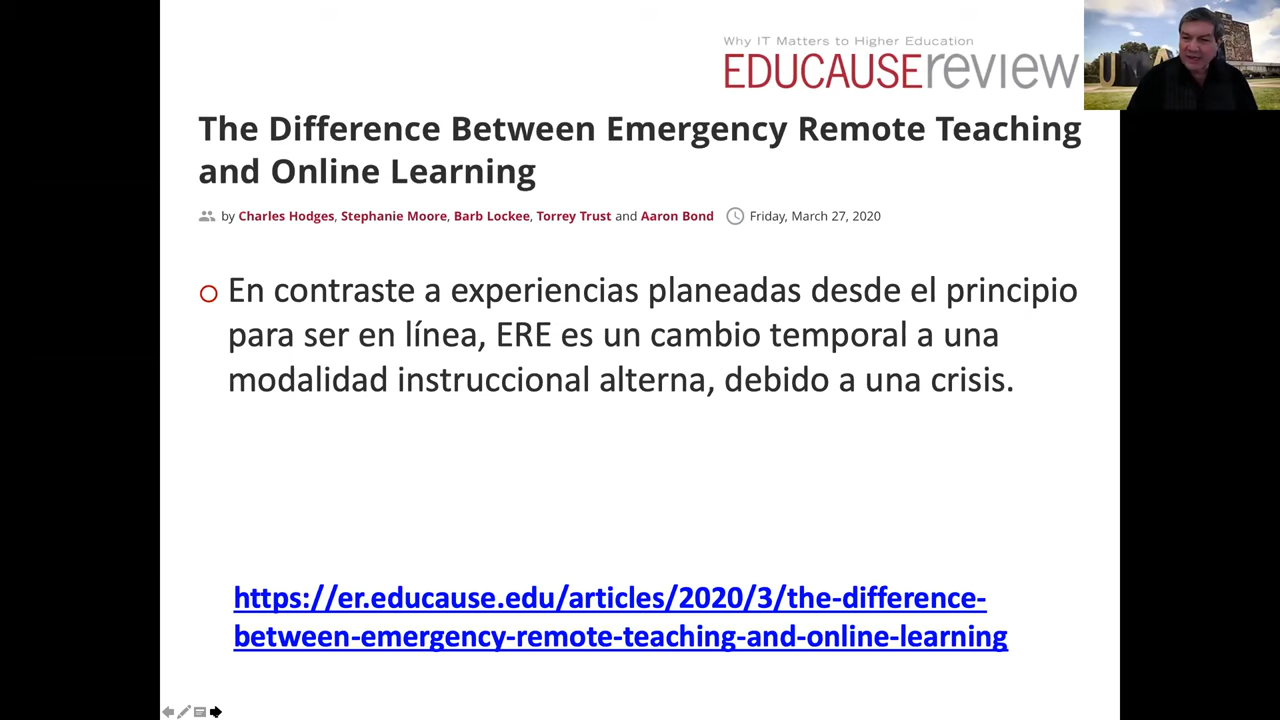 Why IT Matters to Higher Education
EDUCAUSEreview
The Difference Between Emergency Remote Teaching
and Online Learning
by Charles Hodges, Stephanie Moore, Barb Lockee, Torrey Trust and Aaron Bond Friday, March 27, 2020
En contraste a experiencias planeadas desde el principio
para ser en línea, ERE es un cambio temporal a una
modalidad instruccional alterna, debido a una crisis.
https://er.educause.edu/articles/2020/3/the-difference-
between-emergency-remote-teaching-and-online-learning